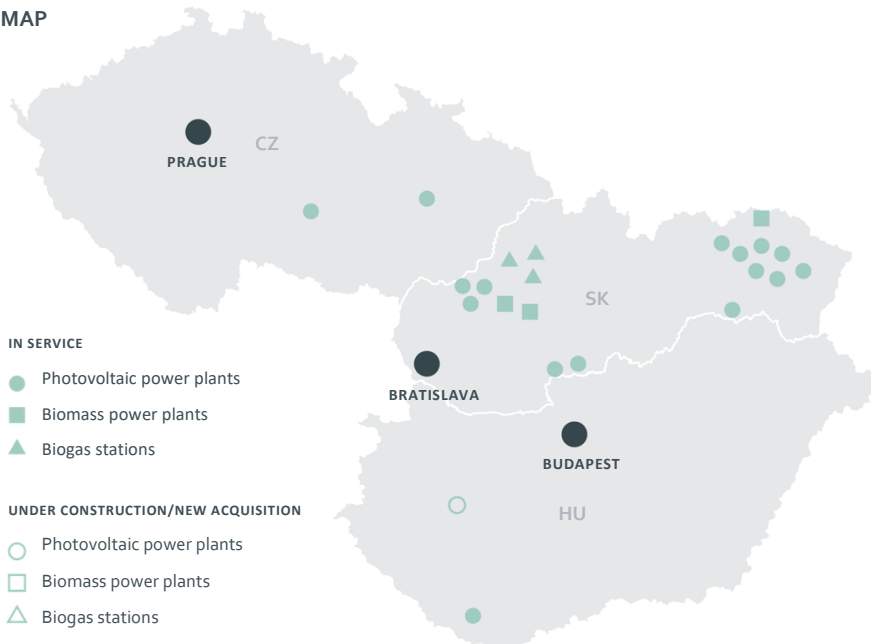 MAP
CZ
PRAGUE
SK
IN SERVICE
Photovoltaic power plants
Biomass power plants
Biogas stations
BRATISLAVA
BUDAPEST
HU
UNDER CONSTRUCTION/NEW ACQUISITION
Photovoltaic power plants
Biomass power plants
Biogas stations